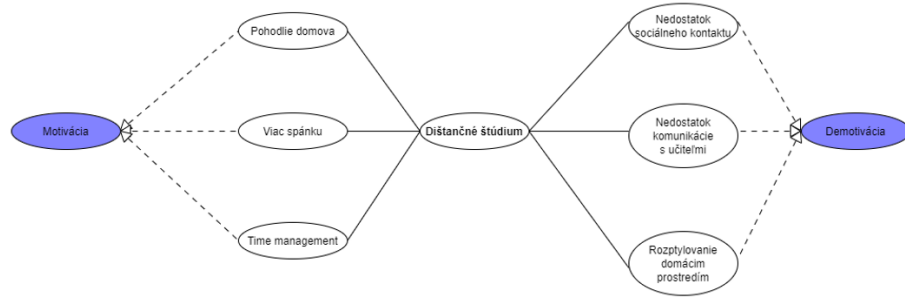 Pohodlie domova
Nedostatok
sociálneho kontaktu
Motivácia
Viac spánku
Dištančné štúdium
Nedostatok
komunikácie
s učiteľmi
Demotivácia
Time management
Rozptylovanie
domácim
prostredím